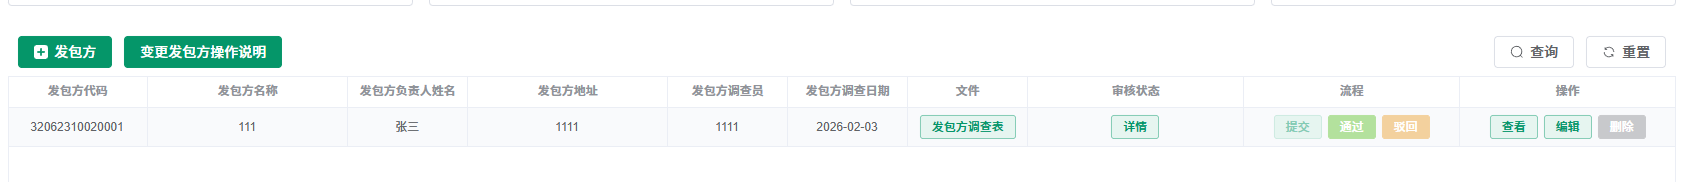 发包方 变更发包方操作说明 查询 重置
发包方代码 发包方名称 发包方负责人姓名 发包方地址 发包方调查员 发包方调查日期 文件 审核状态 流程 操作
32062310020001 111 张三 1111 1111 2026-02-03 发包方调查表 详情 提交 通过 驳回 查看 编辑 删除